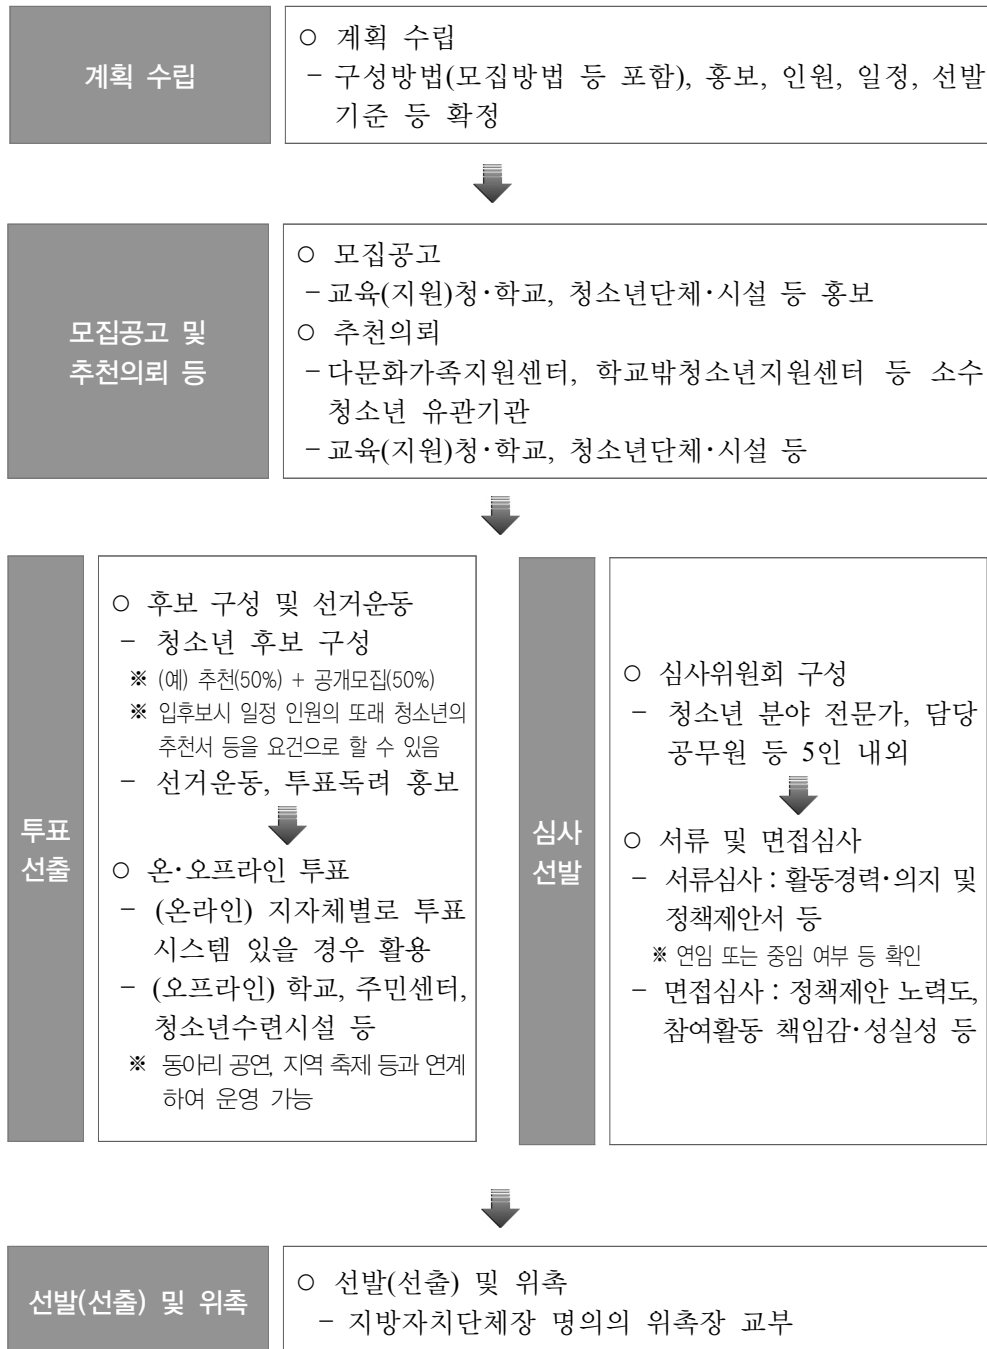 계획 수립
○ 계획 수립
- 구성방법(모집방법 등 포함), 홍보, 인원, 일정, 선발
기준 등 확정
모집공고 및
추천의뢰 등
○ 모집공고
- 교육(지원)청·학교, 청소년단체·시설 등 홍보
○ 추천의뢰
- 다문화가족지원센터, 학교밖청소년지원센터 등 소수
청소년 유관기관
- 교육(지원)청·학교, 청소년단체·시설 등
투표
선출
○ 후보 구성 및 선거운동
- 청소년 후보 구성
※ (예) 추천(50%) + 공개모집(50%)
※ 입후보시 일정 인원의 또래 청소년의
추천서 등을 요건으로 할 수 있음
- 선거운동, 투표독려 홍보
○ 온·오프라인 투표
- (온라인) 지자체별로 투표
시스템 있을 경우 활용
- (오프라인) 학교, 주민센터,
청소년수련시설 등
※ 동아리 공연, 지역 축제 등과 연계
하여 운영 가능
심사
선발
○ 심사위원회 구성
- 청소년 분야 전문가, 담당
공무원 등 5인 내외
○ 서류 및 면접심사
- 서류심사 : 활동경력·의지 및
정책제안서 등
※ 연임 또는 중임 여부 등 확인
- 면접심사 : 정책제안 노력도,
참여활동 책임감·성실성 등
선발(선출) 및 위촉
○ 선발(선출) 및 위촉
- 지방자치단체장 명의의 위촉장 교부